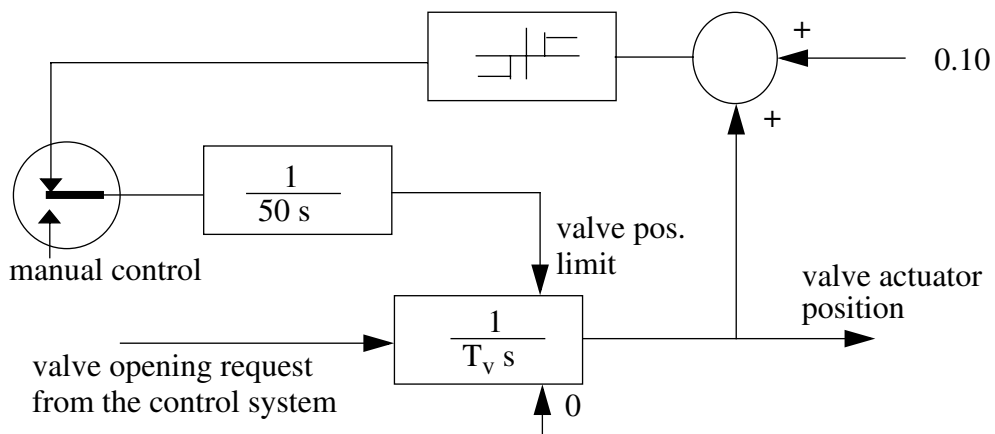 +
0.10
+
1
50 s
valve pos.
limit
manual control
valve actuator
position
1
Tv s
valve opening request
from the control system
0